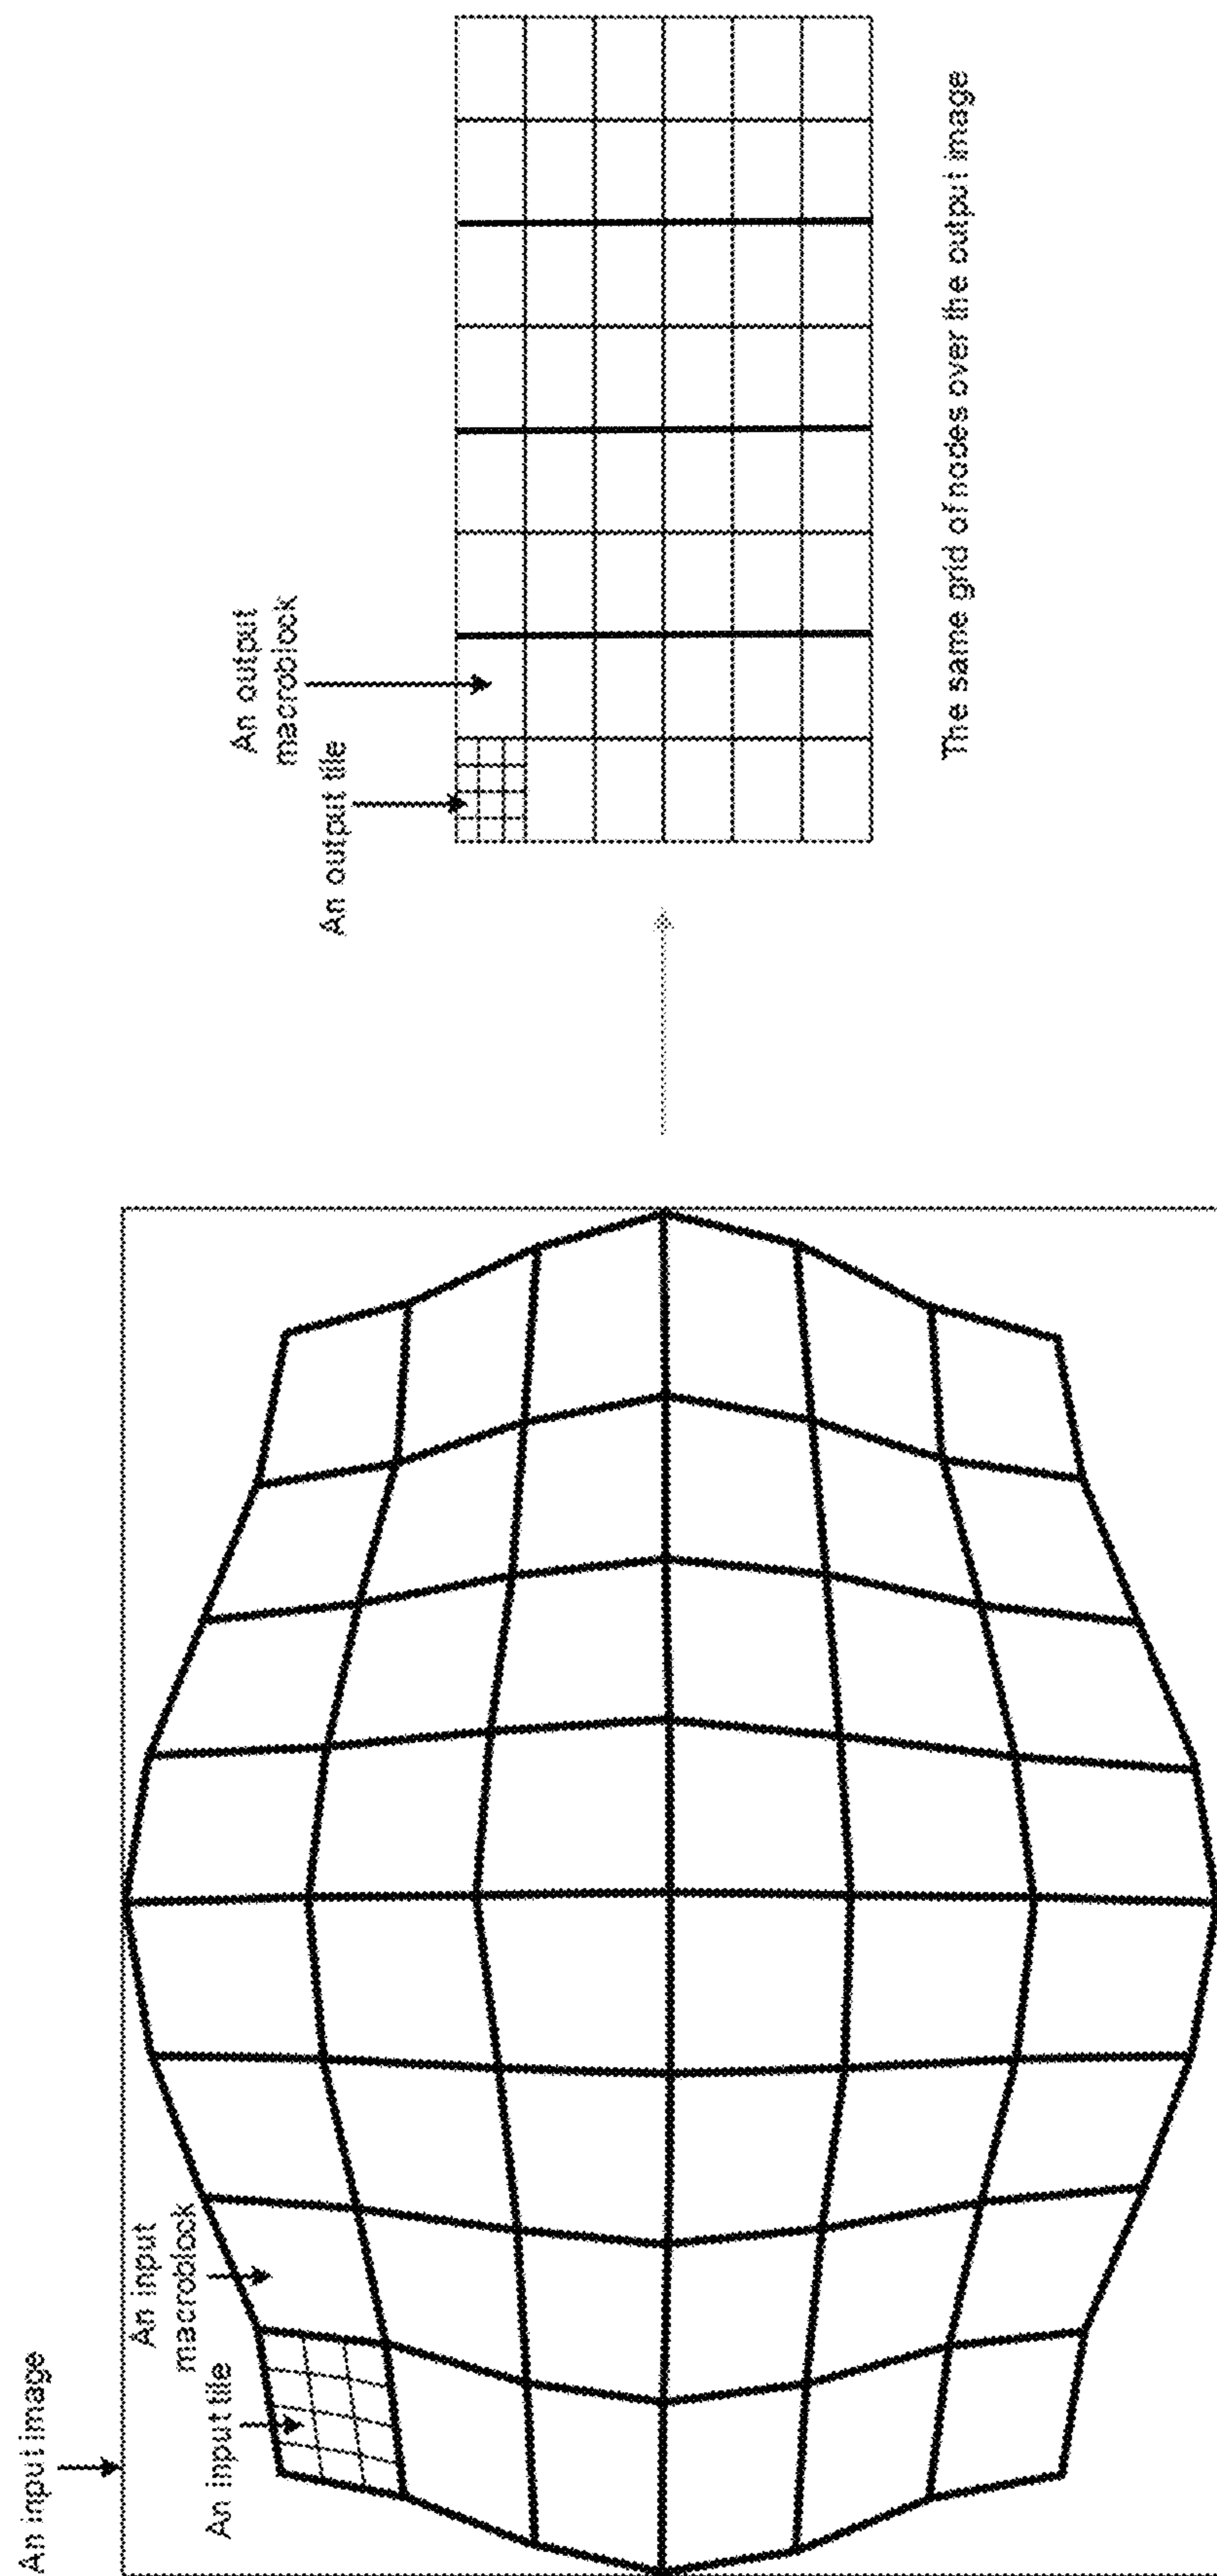 An input image
An input
macroblock
An input tile
An output
macroblock
An output tile
The same grid of nodes over the output image